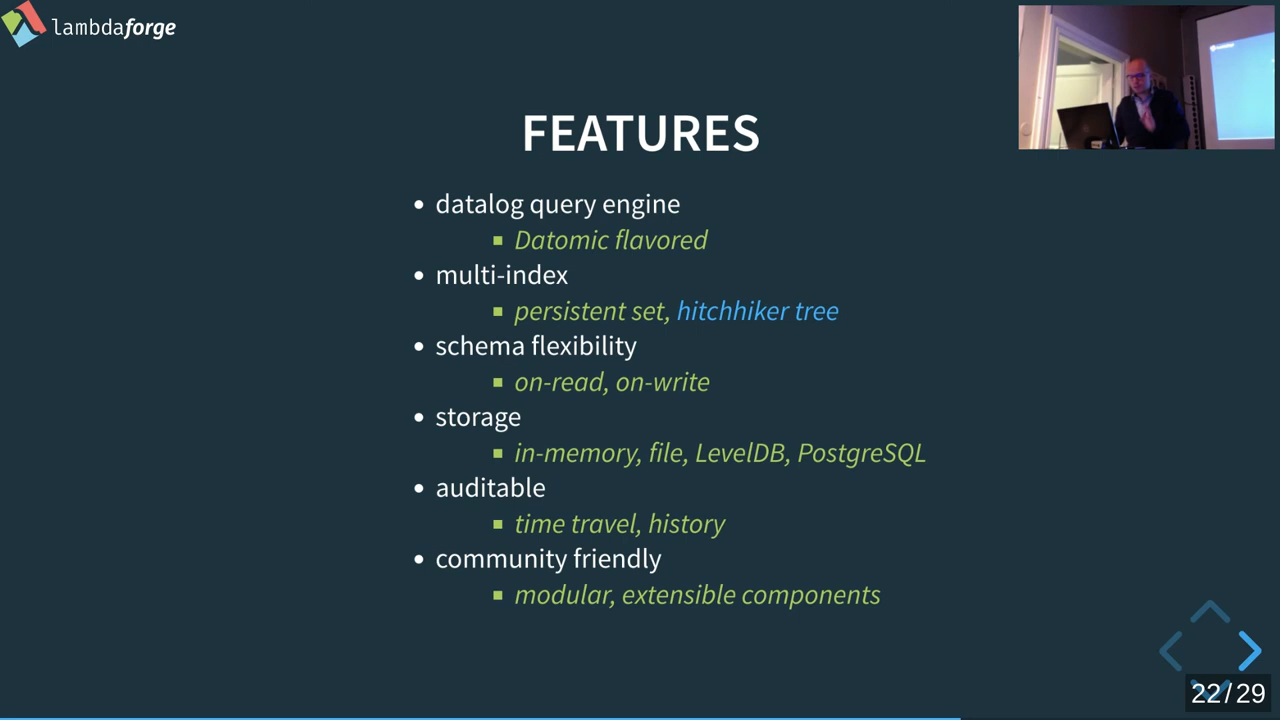 lambdaforge
FEATURES
• datalog query engine
▪ Datomic flavored
• multi-index
▪ persistent set, hitchhiker tree
• schema flexibility
▪ on-read, on-write
• storage
▪ in-memory, file, LevelDB, PostgreSQL
• auditable
▪ time travel, history
• community friendly
▪ modular, extensible components
22/29